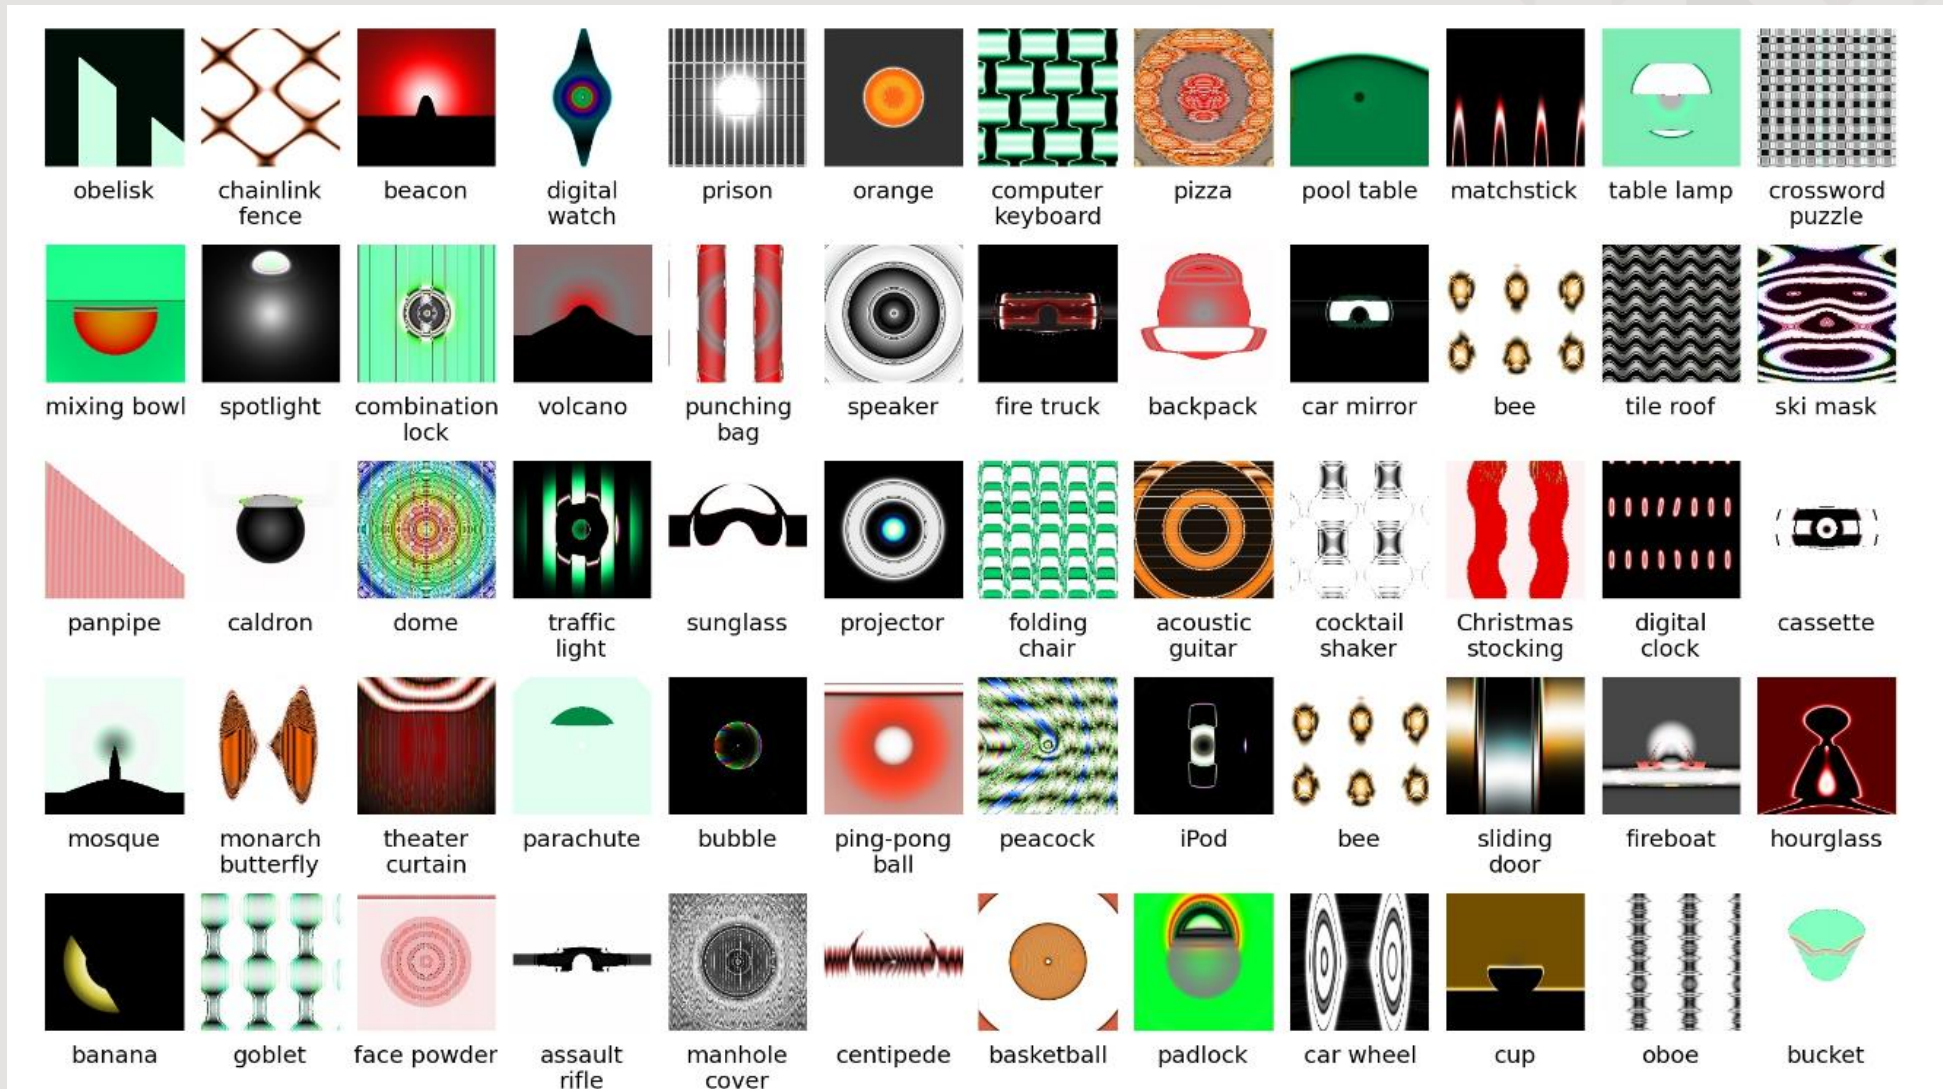 obelisk
chainlink
fence
beacon
digital
watch
prison
orange
computer
keyboard
pizza
pool table
matchstick
table lamp
crossword
puzzle
mixing bowl
spotlight
combination
lock
volcano
punching
bag
speaker
fire truck
backpack
car mirror
bee
tile roof
ski mask
panpipe
caldron
dome
traffic
light
sunglass
projector
folding
chair
acoustic
guitar
cocktail
shaker
Christmas
stocking
digital
clock
cassette
mosque
monarch
butterfly
theater
curtain
parachute
bubble
ping-pong
ball
peacock
iPod
bee
sliding
door
fireboat
hourglass
banana
goblet
face powder
assault
rifle
manhole
cover
centipede
basketball
padlock
car wheel
cup
oboe
bucket